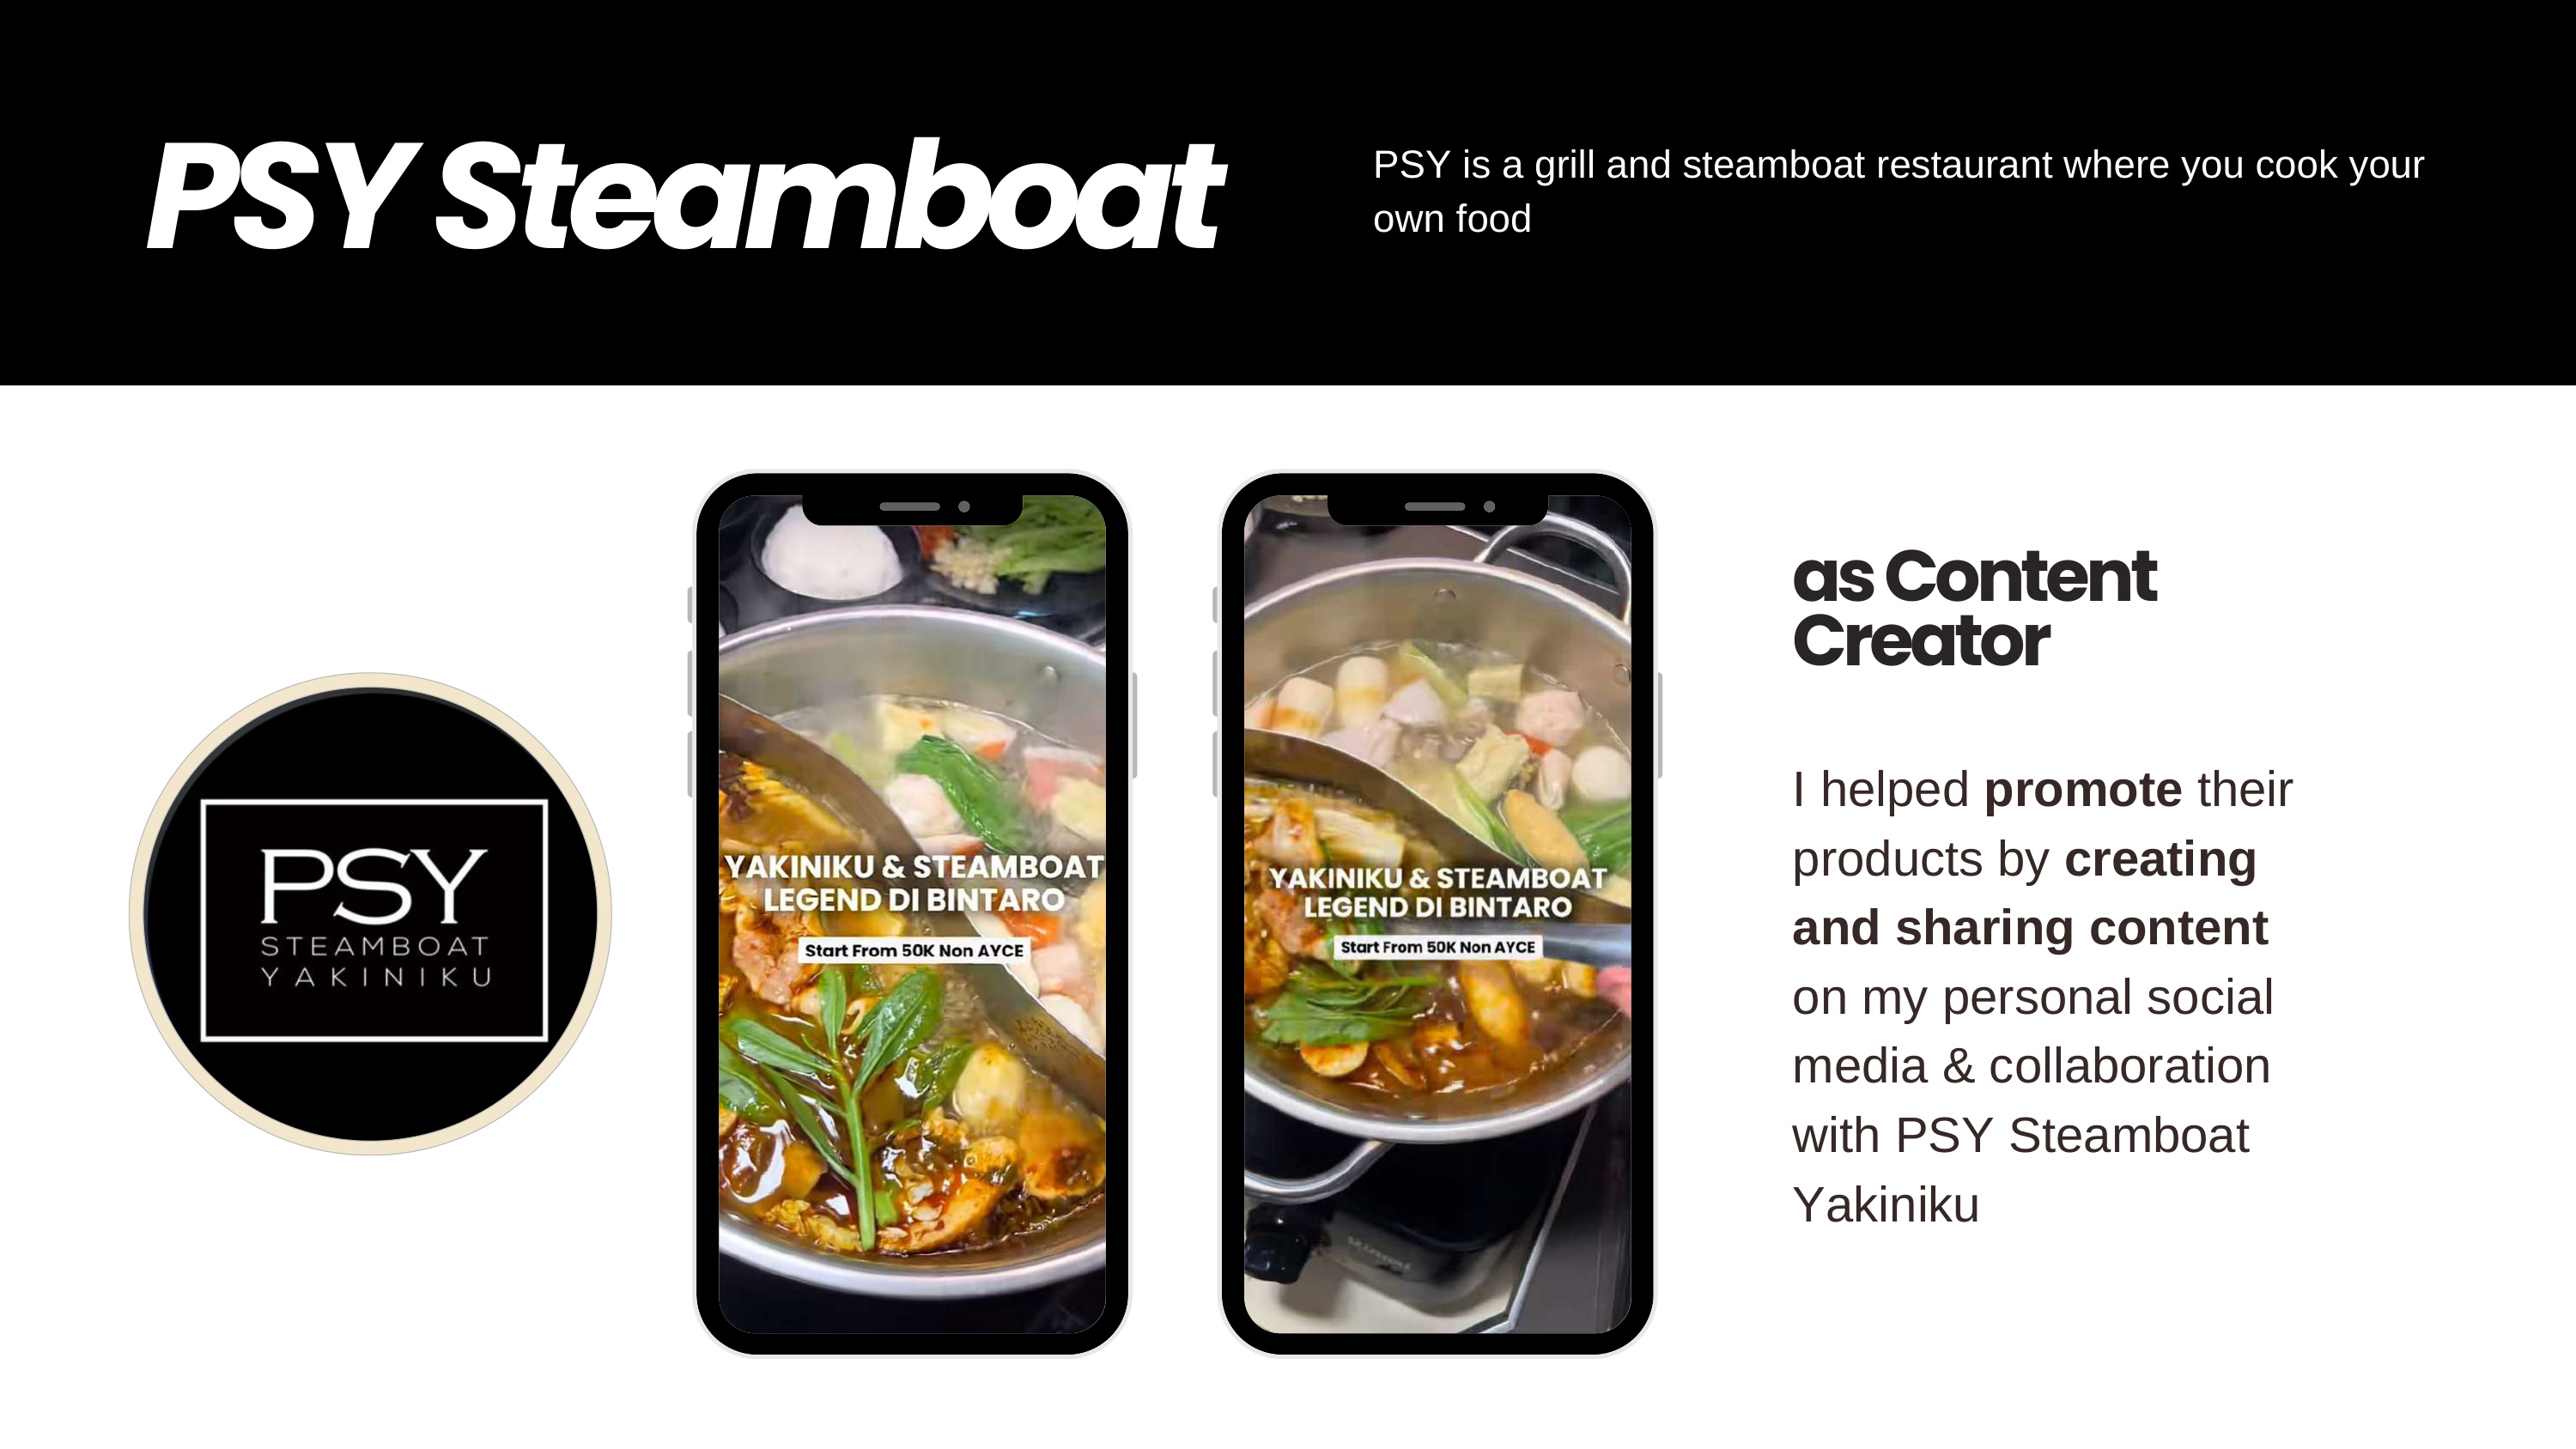 PSY Steamboat
PSY is a grill and steamboat restaurant where you cook your
own food
PSY
STEAMBOAT
YAKINIKU
YAKINIKU & STEAMBOAT
LEGEND DI BINTARO
Start From 50K Non AYCE
YAKINIKU & STEAMBOAT
LEGEND DI BINTARO
Start From 50K Non AYCE
as Content
Creator
I helped promote their
products by creating
and sharing content
on my personal social
media & collaboration
with PSY Steamboat
Yakiniku